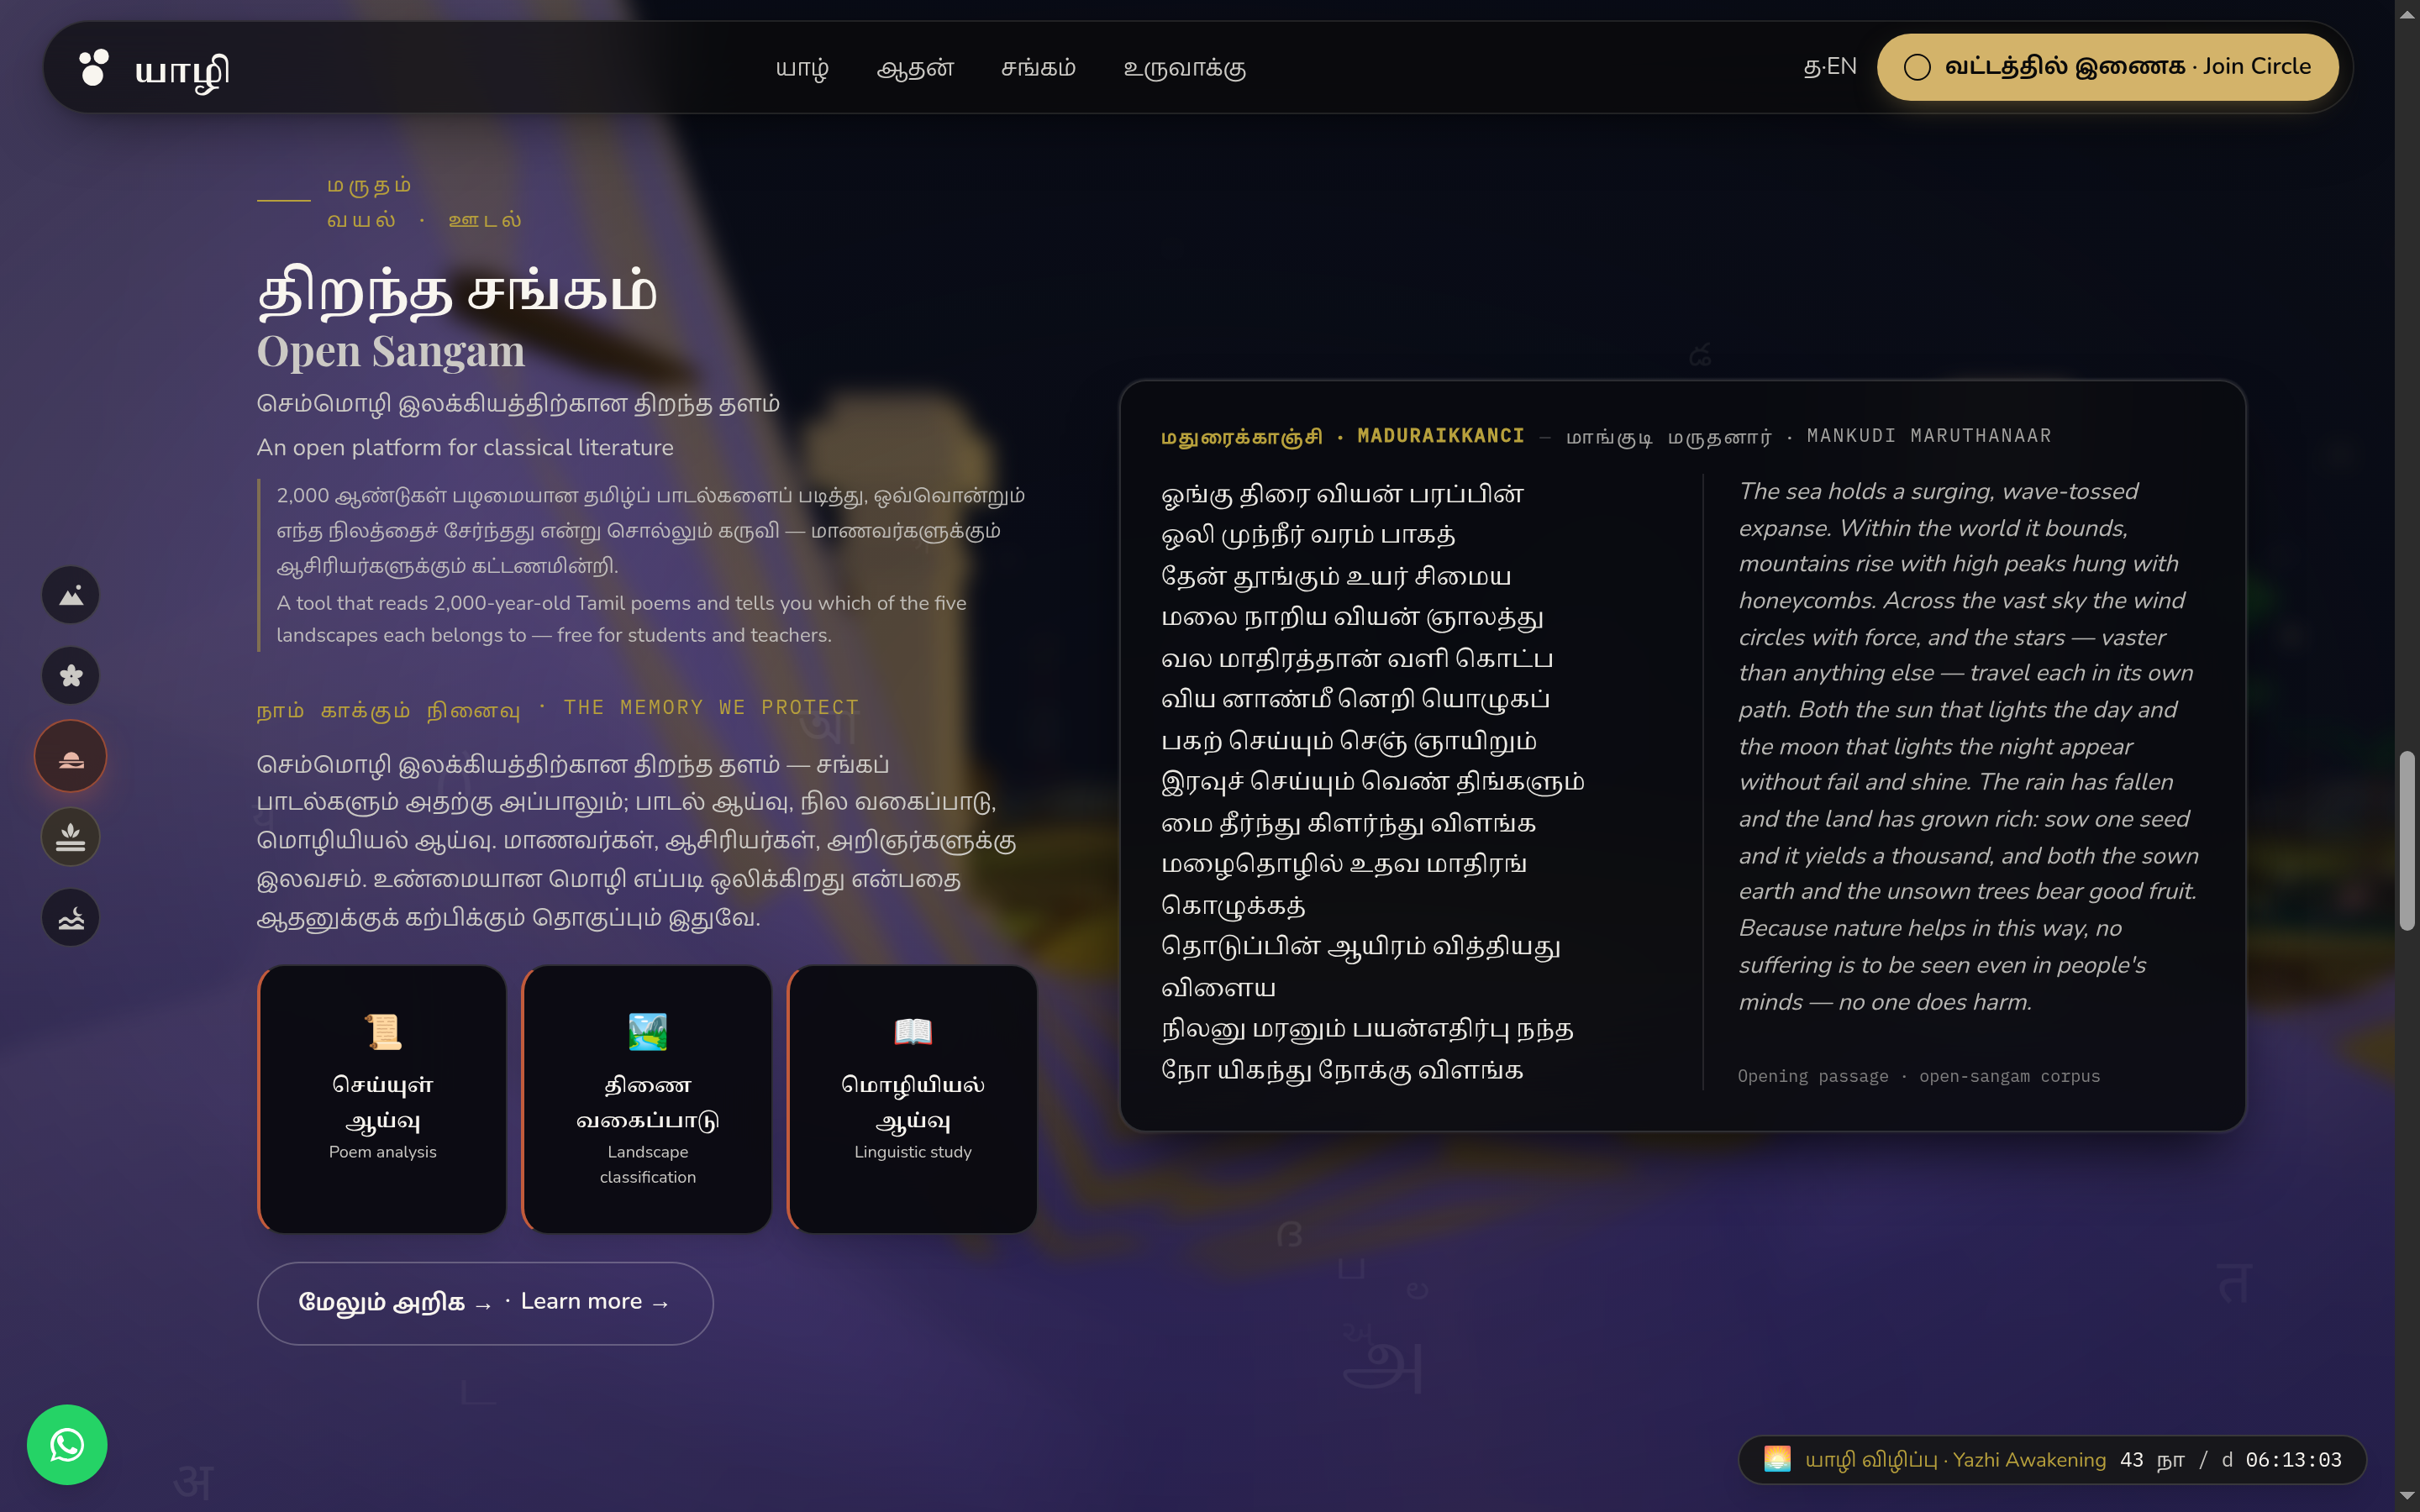 யாழி
யாழ் ஆதன் சங்கம் உருவாக்கு
த·EN
வட்டத்தில் இணைக · Join Circle
மருதம்
வயல் · ஊடல்
திறந்த சங்கம்
Open Sangam
செம்மொழி இலக்கியத்திற்கான திறந்த தளம்
An open platform for classical literature
2,000 ஆண்டுகள் பழமையான தமிழ்ப் பாடல்களைப் படித்து, ஒவ்வொன்றும்
எந்த நிலத்தைச் சேர்ந்தது என்று சொல்லும் கருவி — மாணவர்களுக்கும்
ஆசிரியர்களுக்கும் கட்டணமின்றி.
A tool that reads 2,000-year-old Tamil poems and tells you which of the five
landscapes each belongs to — free for students and teachers.
நாம் காக்கும் நினைவு · THE MEMORY WE PROTECT
செம்மொழி இலக்கியத்திற்கான திறந்த தளம் — சங்கப்
பாடல்களும் அதற்கு அப்பாலும்; பாடல் ஆய்வு, நில வகைப்பாடு,
மொழியியல் ஆய்வு. மாணவர்கள், ஆசிரியர்கள், அறிஞர்களுக்கு
இலவசம். உண்மையான மொழி எப்படி ஒலிக்கிறது என்பதை
ஆதனுக்குக் கற்பிக்கும் தொகுப்பும் இதுவே.
செய்யுள்
ஆய்வு
Poem analysis
திணை
வகைப்பாடு
Landscape
classification
மொழியியல்
ஆய்வு
Linguistic study
மேலும் அறிக → · Learn more →
மதுரைக்காஞ்சி · MADURAIKKANCI — மாங்குடி மருதனார் · MANKUDI MARUTHANAAR
ஓங்கு திரை வியன் பரப்பின்
ஒலி முந்நீர் வரம் பாகத்
தேன் தூங்கும் உயர் சிமைய
மலை நாறிய வியன் ஞாலத்து
வல மாதிரத்தான் வளி கொட்ப
விய னாண்மீ னெறி யொழுகப்
பகற் செய்யும் செஞ் ஞாயிறும்
இரவுச் செய்யும் வெண் திங்களும்
மை தீர்ந்து கிளர்ந்து விளங்க
மழைதொழில் உதவ மாதிரங்
கொழுக்கத்
தொடுப்பின் ஆயிரம் வித்தியது
விளைய
நிலனு மரனும் பயன்எதிர்பு நந்த
நோ யிகந்து நோக்கு விளங்க
The sea holds a surging, wave-tossed
expanse. Within the world it bounds,
mountains rise with high peaks hung with
honeycombs. Across the vast sky the wind
circles with force, and the stars — vaster
than anything else — travel each in its own
path. Both the sun that lights the day and
the moon that lights the night appear
without fail and shine. The rain has fallen
and the land has grown rich: sow one seed
and it yields a thousand, and both the sown
earth and the unsown trees bear good fruit.
Because nature helps in this way, no
suffering is to be seen even in people's
minds — no one does harm.
Opening passage · open-sangam corpus
யாழி விழிப்பு · Yazhi Awakening 43 நா / d 06:13:03